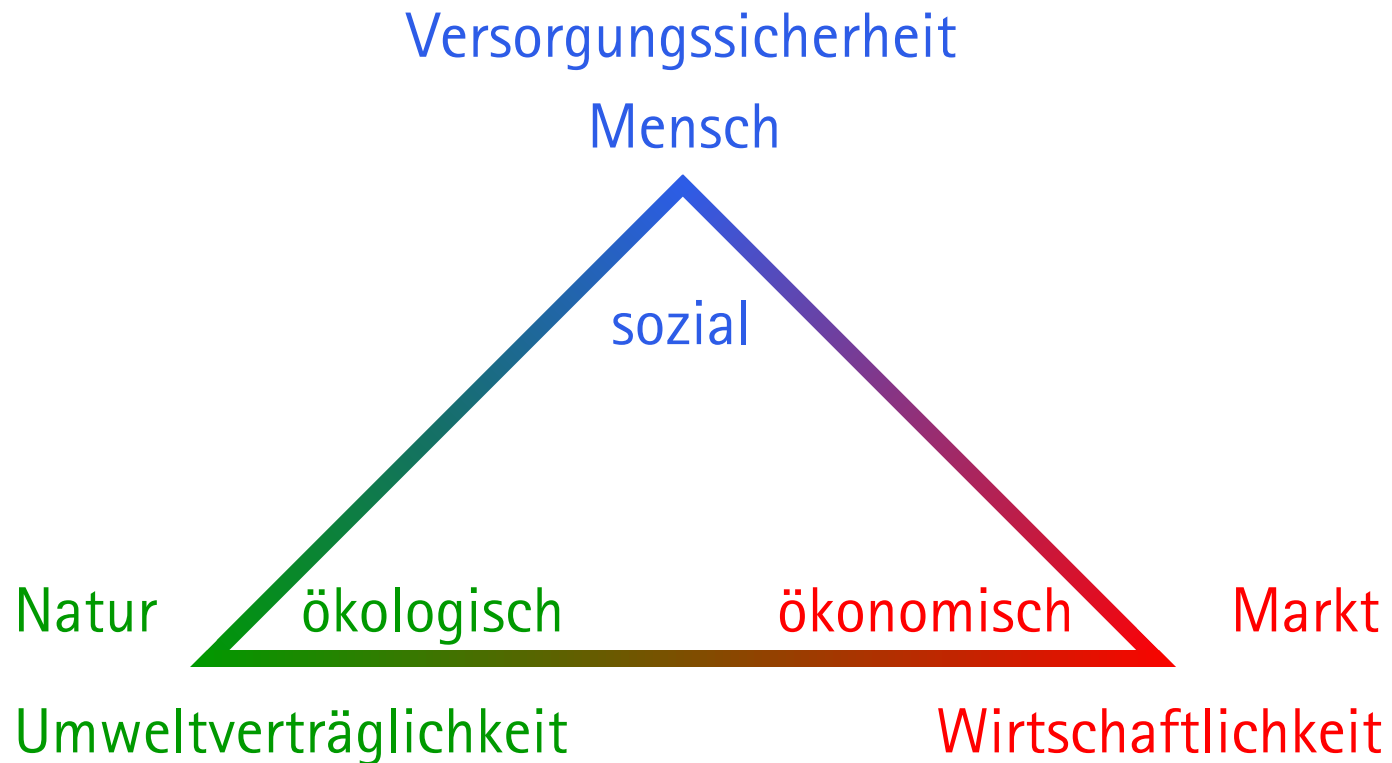 Versorgungssicherheit
Mensch
sozial
Natur ökologisch ökonomisch Markt
Umweltverträglichkeit Wirtschaftlichkeit